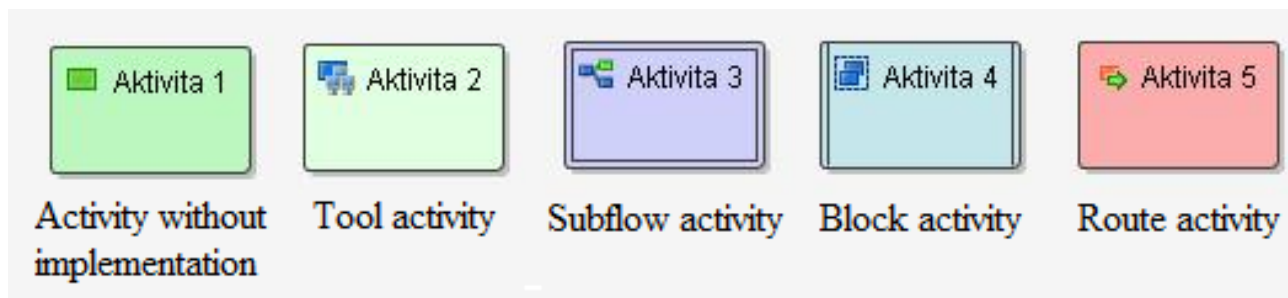 Aktivita 1
Aktivita 2
Aktivita 3
Aktivita 4
Aktivita 5
Activity without
implementation
Tool activity
Subflow activity
Block activity
Route activity